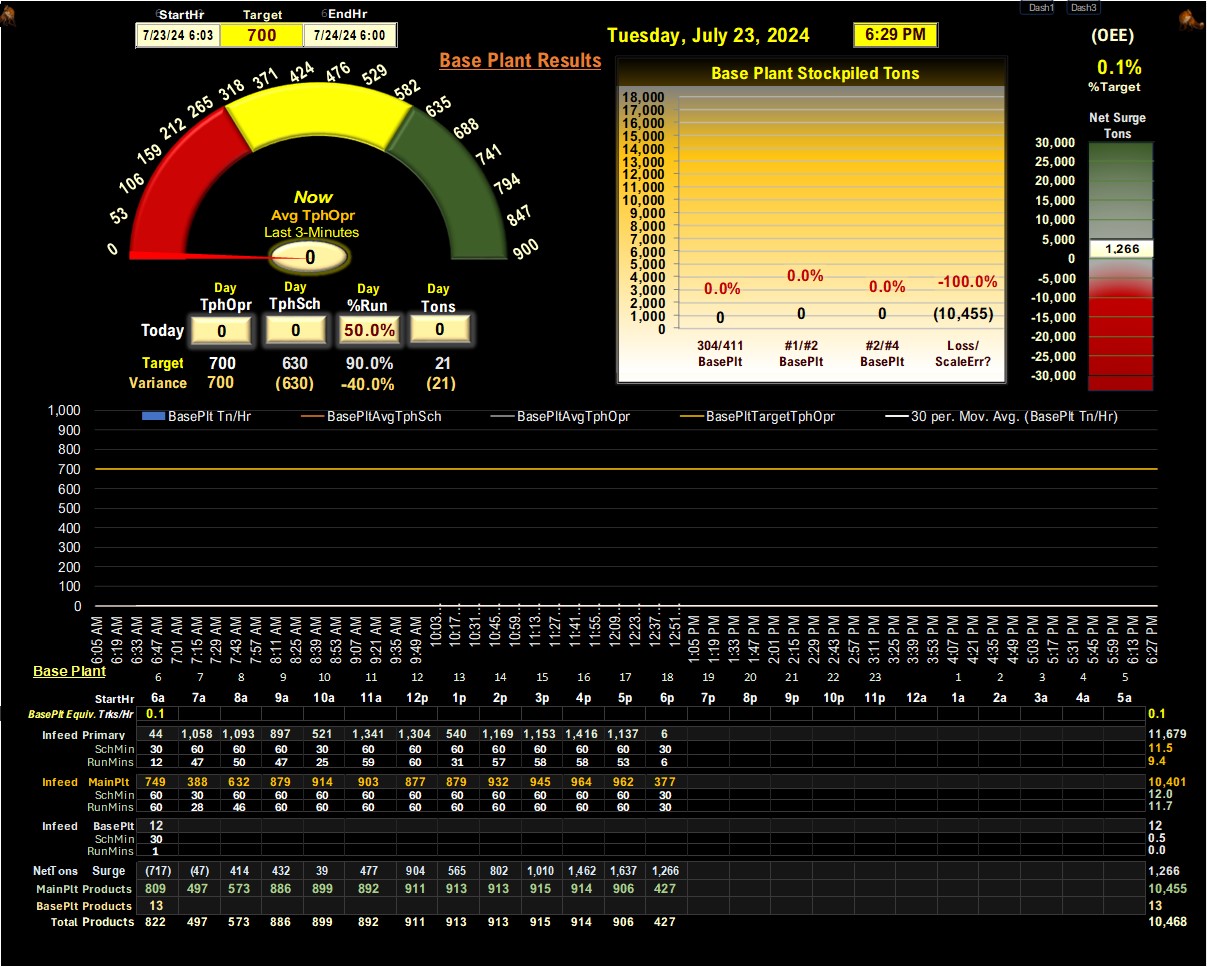 StartHr Target EndHr
7/23/24 6:03 700 7/24/24 6:00
Dash1 Dash3
Tuesday, July 23, 2024 6:29 PM
(OEE)
0.1%
%Target
Base Plant Results
0 53 106 159 212 265 318 371 424 476 529 582 635 688 741 794 847 900
Now
Avg TphOpr
Last 3-Minutes
0
Day Day Day Day
TphOpr TphSch %Run Tons
Today 0 0 50.0% 0
Target 700 630 90.0% 21
Variance 700 (630) -40.0% (21)
Base Plant Stockpiled Tons
18,000
17,000
16,000
15,000
14,000
13,000
12,000
11,000
10,000
9,000
8,000
7,000
6,000
5,000
4,000
3,000
2,000
1,000
0
0.0% 0.0% 0.0% -100.0%
0 0 0 (10,455)
304/411 #1/#2 #2/#4 Loss/
BasePlt BasePlt BasePlt ScaleErr?
Net Surge
Tons
30,000
25,000
20,000
15,000
10,000
5,000
1,266
0
-5,000
-10,000
-15,000
-20,000
-25,000
-30,000
BasePlt Tn/Hr BasePltAvgTphSch BasePltAvgTphOpr BasePltTargetTphOpr 30 per. Mov. Avg. (BasePlt Tn/Hr)
1,000
900
800
700
600
500
400
300
200
100
0
6:05 AM 6:19 AM 6:33 AM 6:47 AM 7:01 AM 7:15 AM 7:29 AM 7:43 AM 7:57 AM 8:11 AM 8:25 AM 8:39 AM 8:53 AM 9:07 AM 9:21 AM 9:35 AM 9:49 AM 10:03... 10:17... 10:31... 10:45... 10:59... 11:13... 11:27... 11:41... 11:55... 12:09... 12:23... 12:37... 12:51... 1:05 PM 1:19 PM 1:33 PM 1:47 PM 2:01 PM 2:15 PM 2:29 PM 2:43 PM 2:57 PM 3:11 PM 3:25 PM 3:39 PM 3:53 PM 4:07 PM 4:21 PM 4:35 PM 4:49 PM 5:03 PM 5:17 PM 5:31 PM 5:45 PM 5:59 PM 6:13 PM 6:27 PM
Base Plant
6 7 8 9 10 11 12 13 14 15 16 17 18 19 20 21 22 23 1 2 3 4 5
StartHr 6a 7a 8a 9a 10a 11a 12p 1p 2p 3p 4p 5p 6p 7p 8p 9p 10p 11p 12a 1a 2a 3a 4a 5a
BasePlt Equiv. Trks/Hr 0.1 0.1
Infeed Primary 44 1,058 1,093 897 521 1,341 1,304 540 1,169 1,153 1,416 1,137 6 11,679
SchMin 30 60 60 60 30 60 60 60 60 60 60 60 30 11.5
RunMins 12 47 50 47 25 59 60 31 57 58 58 53 6 9.4
Infeed MainPlt 749 388 632 879 914 903 877 879 932 945 964 962 377 10,401
SchMin 60 30 60 60 60 60 60 60 60 60 60 60 30 12.0
RunMins 60 28 46 60 60 60 60 60 60 60 60 60 30 11.7
Infeed BasePlt 12 12
SchMin 30 0.5
RunMins 1 0.0
NetTons Surge (717) (47) 414 432 39 477 904 565 802 1,010 1,462 1,637 1,266 1,266
MainPlt Products 809 497 573 886 899 892 911 913 913 915 914 906 427 10,455
BasePlt Products 13 13
Total Products 822 497 573 886 899 892 911 913 913 915 914 906 427 10,468